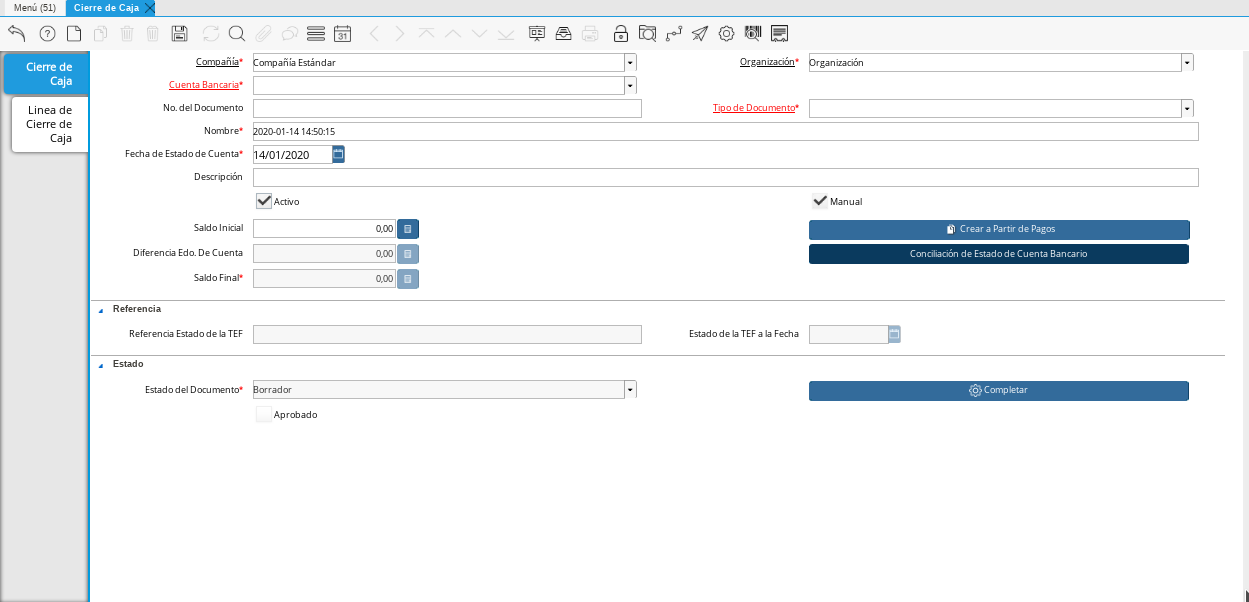 Menú (51) Cierre de Caja
31
Cierre de
Caja
Linea de
Cierre de
Caja
Compañía* Compañía Estándar Organización* Organización
Cuenta Bancaria*
No. del Documento Tipo de Documento*
Nombre* 2020-01-14 14:50:15
Fecha de Estado de Cuenta* 14/01/2020
Descripción
Activo Manual
Saldo Inicial 0,00 Crear a Partir de Pagos
Diferencia Edo. De Cuenta 0,00 Conciliación de Estado de Cuenta Bancario
Saldo Final* 0,00
Referencia
Referencia Estado de la TEF Estado de la TEF a la Fecha
Estado
Estado del Documento* Borrador Completar
Aprobado